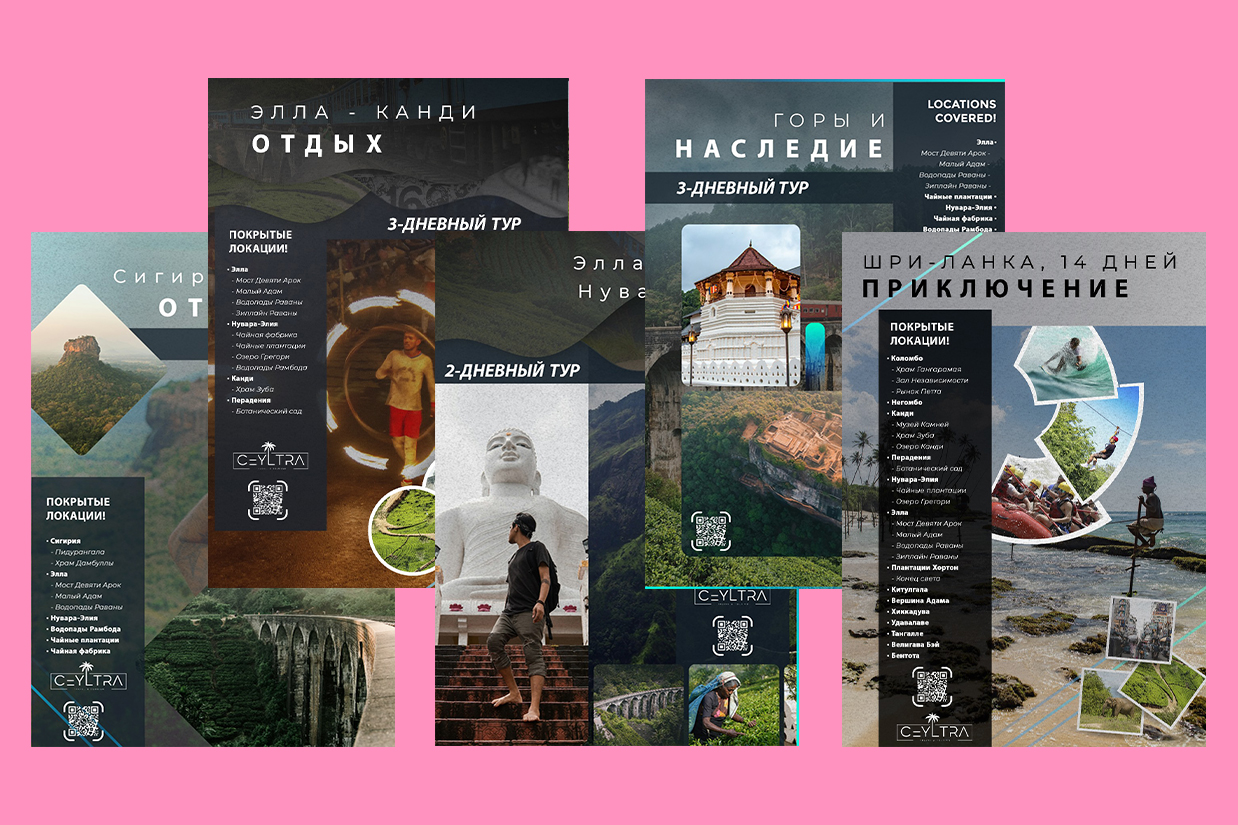 Сигир
ОТ
ПОКРЫТЫЕ
ЛОКАЦИИ!
• Сигирия
- Пидурангала
- Храм Дамбуллы
• Элла
- Мост Девяти Арок
- Малый Адам
- Водопады Раваны
• Нувара-Элия
• Водопады Рамбода
• Чайные плантации
• Чайная фабрика
CEYLTRA
ЭЛЛА - КАНДИ
ОТДЫХ
3-ДНЕВНЫЙ ТУР
ПОКРЫТЫЕ
ЛОКАЦИИ!
• Элла
- Мост Девяти Арок
- Малый Адам
- Водопады Раваны
- Зиплайн Раваны
• Нувара-Элия
- Чайная фабрика
- Чайные плантации
- Озеро Грегори
- Водопады Рамбода
• Канди
- Храм Зуба
• Перадения
- Ботанический сад
CEYLTRA
Элла
Нува
2-ДНЕВНЫЙ ТУР
CEYLTRA
ГОРЫ И
НАСЛЕДИЕ
3-ДНЕВНЫЙ ТУР
LOCATIONS
COVERED!
Элла•
Мост Девяти Арок -
Малый Адам -
Водопады Раваны -
Зиплайн Раваны -
Чайные плантации •
Нувара-Элия •
Чайная фабрика •
Водопады Рамбода •
ШРИ-ЛАНКА, 14 ДНЕЙ
ПРИКЛЮЧЕНИЕ
ПОКРЫТЫЕ
ЛОКАЦИИ!
• Коломбо
- Храм Гангарамая
- Зал Независимости
- Рынок Петта
• Негомбо
• Канди
- Музей Камней
- Храм Зуба
- Озеро Канди
• Перадения
- Ботанический сад
• Нувара-Элия
- Чайные плонтации
- Озеро Грегори
• Элла
- Мост Девяти Арок
- Малый Адам
- Водопады Раваны
- Зиплайн Раваны
• Плантации Хортон
- Конец света
• Китулгала
• Вершина Адама
• Хиккадува
• Удавалаве
• Тангалле
• Велигава Бэй
• Бентота
CEYLTRA